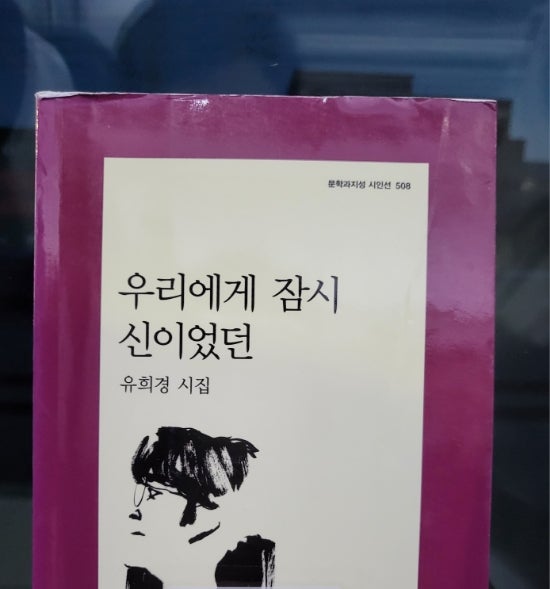 문학과지성 시인선 508
우리에게 잠시
신이었던
유희경 시집